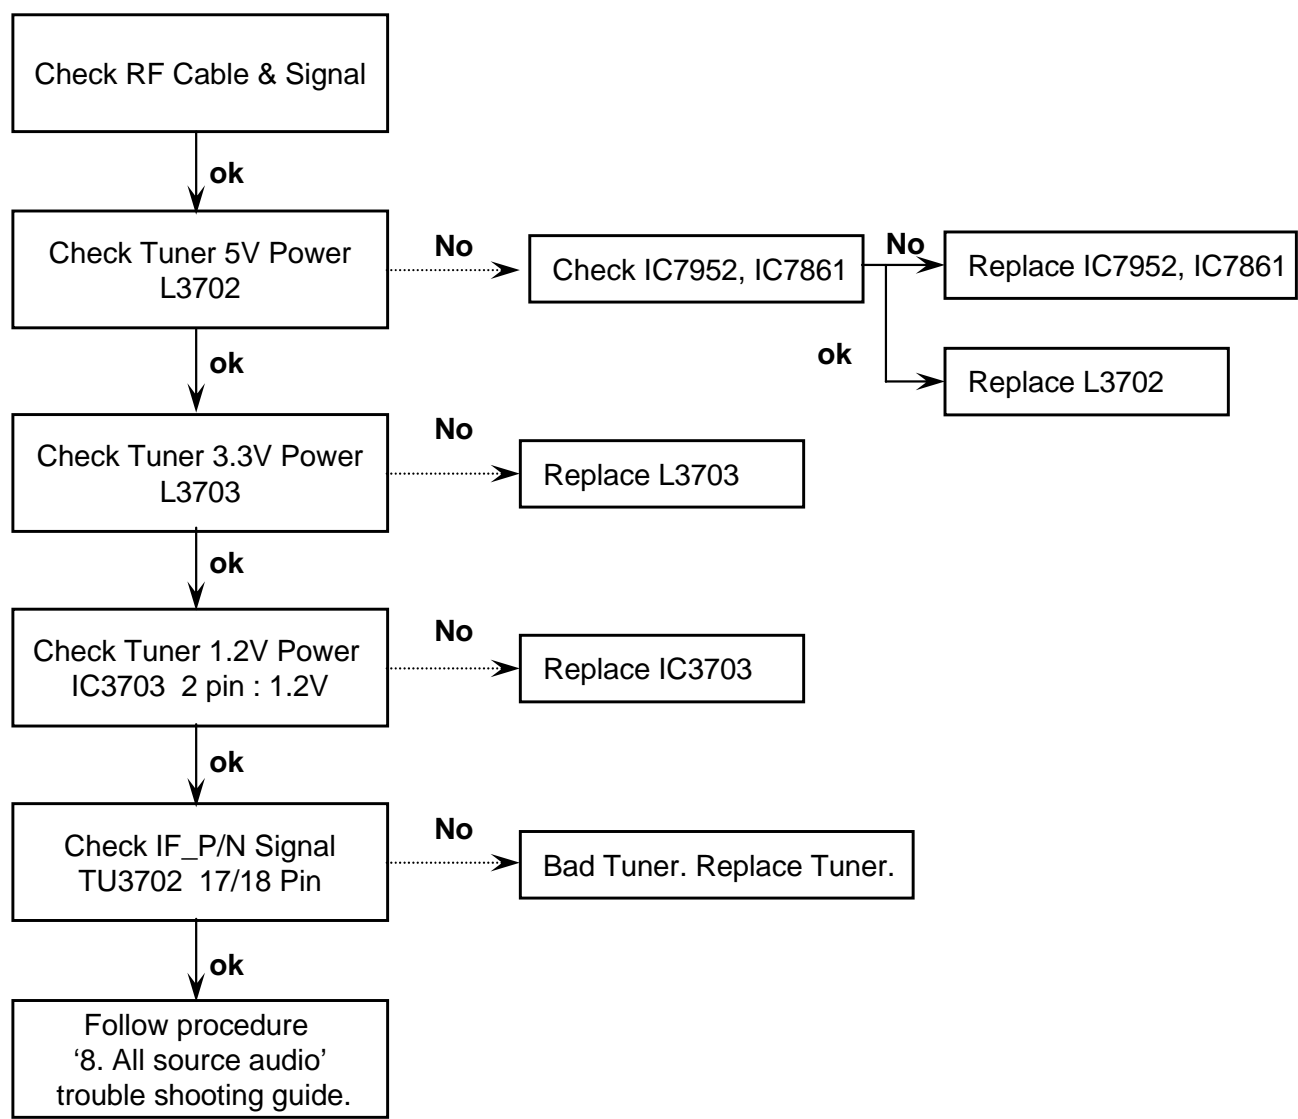 Check RF Cable & Signal
ok
Check Tuner 5V Power
L3702
No
Check IC7952, IC7861
No
Replace IC7952, IC7861
ok
Replace L3702
ok
Check Tuner 3.3V Power
L3703
No
Replace L3703
ok
Check Tuner 1.2V Power
IC3703 2 pin : 1.2V
No
Replace IC3703
ok
Check IF_P/N Signal
TU3702 17/18 Pin
No
Bad Tuner. Replace Tuner.
ok
Follow procedure
‘8. All source audio’
trouble shooting guide.